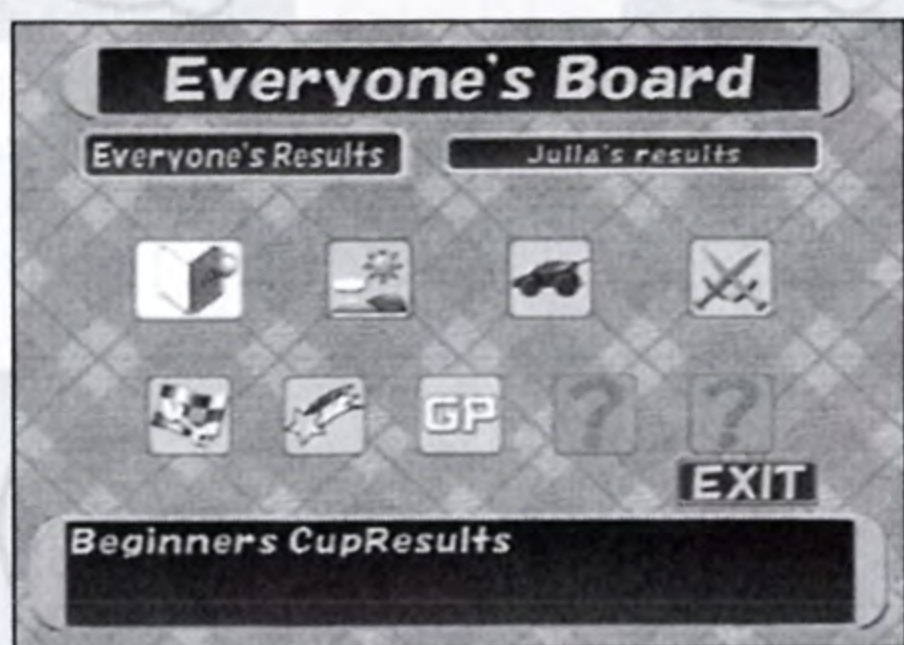 Everyone's Board
Everyone's Results
Julia's results
GP ? ?
EXIT
Beginners CupResults